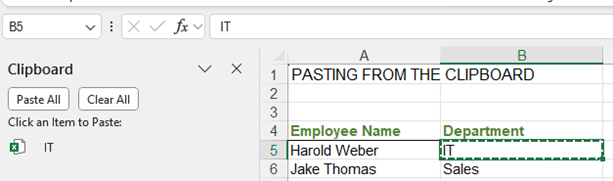 B5 fx IT
Clipboard
Paste All Clear All
Click an Item to Paste:
IT
A B
1 PASTING FROM THE CLIPBOARD
2
3
4 Employee Name Department
5 Harold Weber IT
6 Jake Thomas Sales